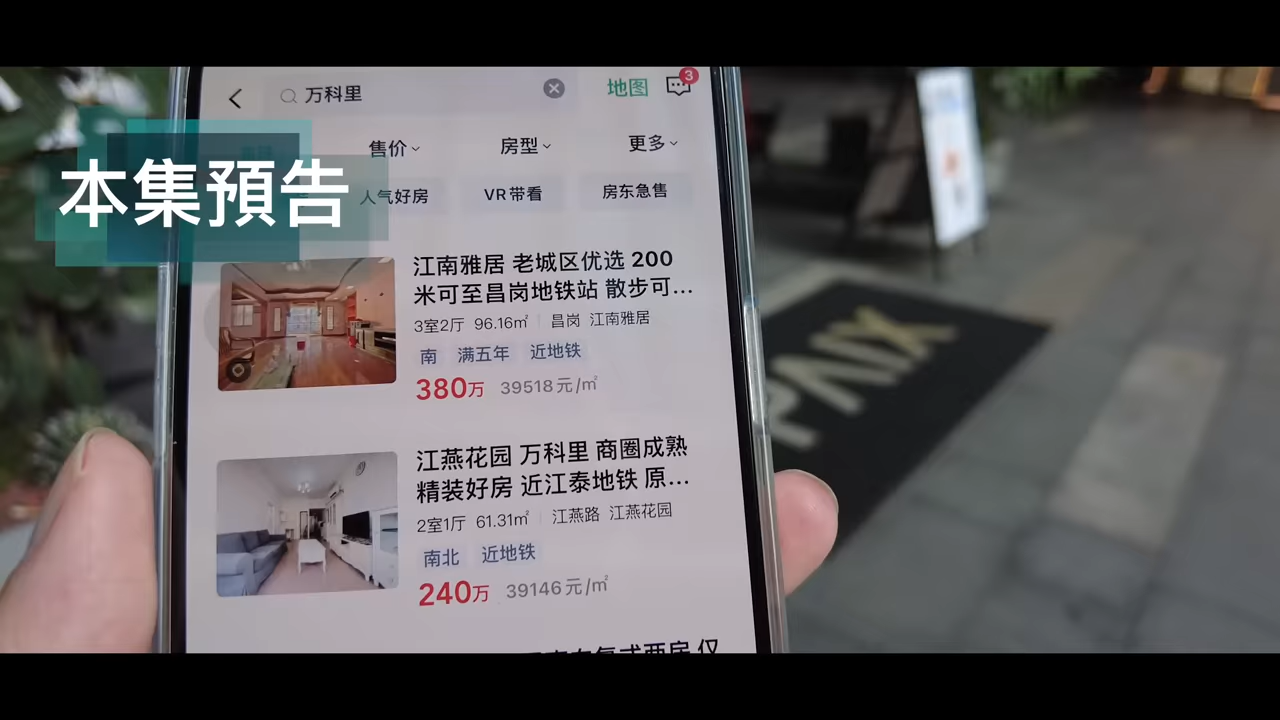 万科里
地图
3
售价
房型
更多
本集預告
人气好房
VR带看
房东急售
江南雅居 老城区优选 200
米可至昌岗地铁站 散步可...
3室2厅 96.16㎡ 昌岗 江南雅居
南 满五年 近地铁
380万 39518元/㎡
江燕花园 万科里 商圈成熟
精装好房 近江泰地铁 原...
2室1厅 61.31㎡ 江燕路 江燕花园
南北 近地铁
240万 39146元/㎡
复式两房 仅
PAIX